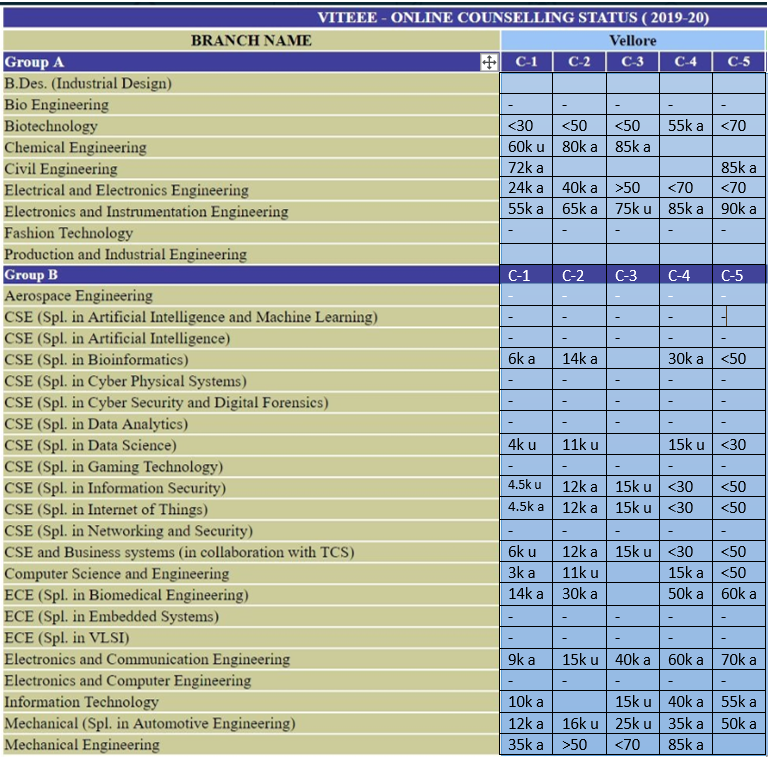 VITEEE - ONLINE COUNSELLING STATUS ( 2019-20)
BRANCH NAME Vellore
Group A C-1 C-2 C-3 C-4 C-5
B.Des. (Industrial Design)
Bio Engineering - - - - -
Biotechnology <30 <50 <50 55k a <70
Chemical Engineering 60k u 80k a 85k a
Civil Engineering 72k a 85k a
Electrical and Electronics Engineering 24k a 40k a >50 <70 <70
Electronics and Instrumentation Engineering 55k a 65k a 75k u 85k a 90k a
Fashion Technology - - - - -
Production and Industrial Engineering
Group B C-1 C-2 C-3 C-4 C-5
Aerospace Engineering - - - - -
CSE (Spl. in Artificial Intelligence and Machine Learning) - - - - -
CSE (Spl. in Artificial Intelligence) - - - - -
CSE (Spl. in Bioinformatics) 6k a 14k a 30k a <50
CSE (Spl. in Cyber Physical Systems) - - - - -
CSE (Spl. in Cyber Security and Digital Forensics) - - - - -
CSE (Spl. in Data Analytics) - - - - -
CSE (Spl. in Data Science) 4k u 11k u 15k u <30
CSE (Spl. in Gaming Technology) - - - - -
CSE (Spl. in Information Security) 4.5k u 12k a 15k u <30 <50
CSE (Spl. in Internet of Things) 4.5k a 12k a 15k u <30 <50
CSE (Spl. in Networking and Security) - - - - -
CSE and Business systems (in collaboration with TCS) 6k u 12k a 15k u <30 <50
Computer Science and Engineering 3k a 11k u 15k a <50
ECE (Spl. in Biomedical Engineering) 14k a 30k a 50k a 60k a
ECE (Spl. in Embedded Systems) - - - - -
ECE (Spl. in VLSI) - - - - -
Electronics and Communication Engineering 9k a 15k u 40k a 60k a 70k a
Electronics and Computer Engineering - - - - -
Information Technology 10k a 15k u 40k a 55k a
Mechanical (Spl. in Automotive Engineering) 12k a 16k u 25k u 35k a 50k a
Mechanical Engineering 35k a >50 <70 85k a